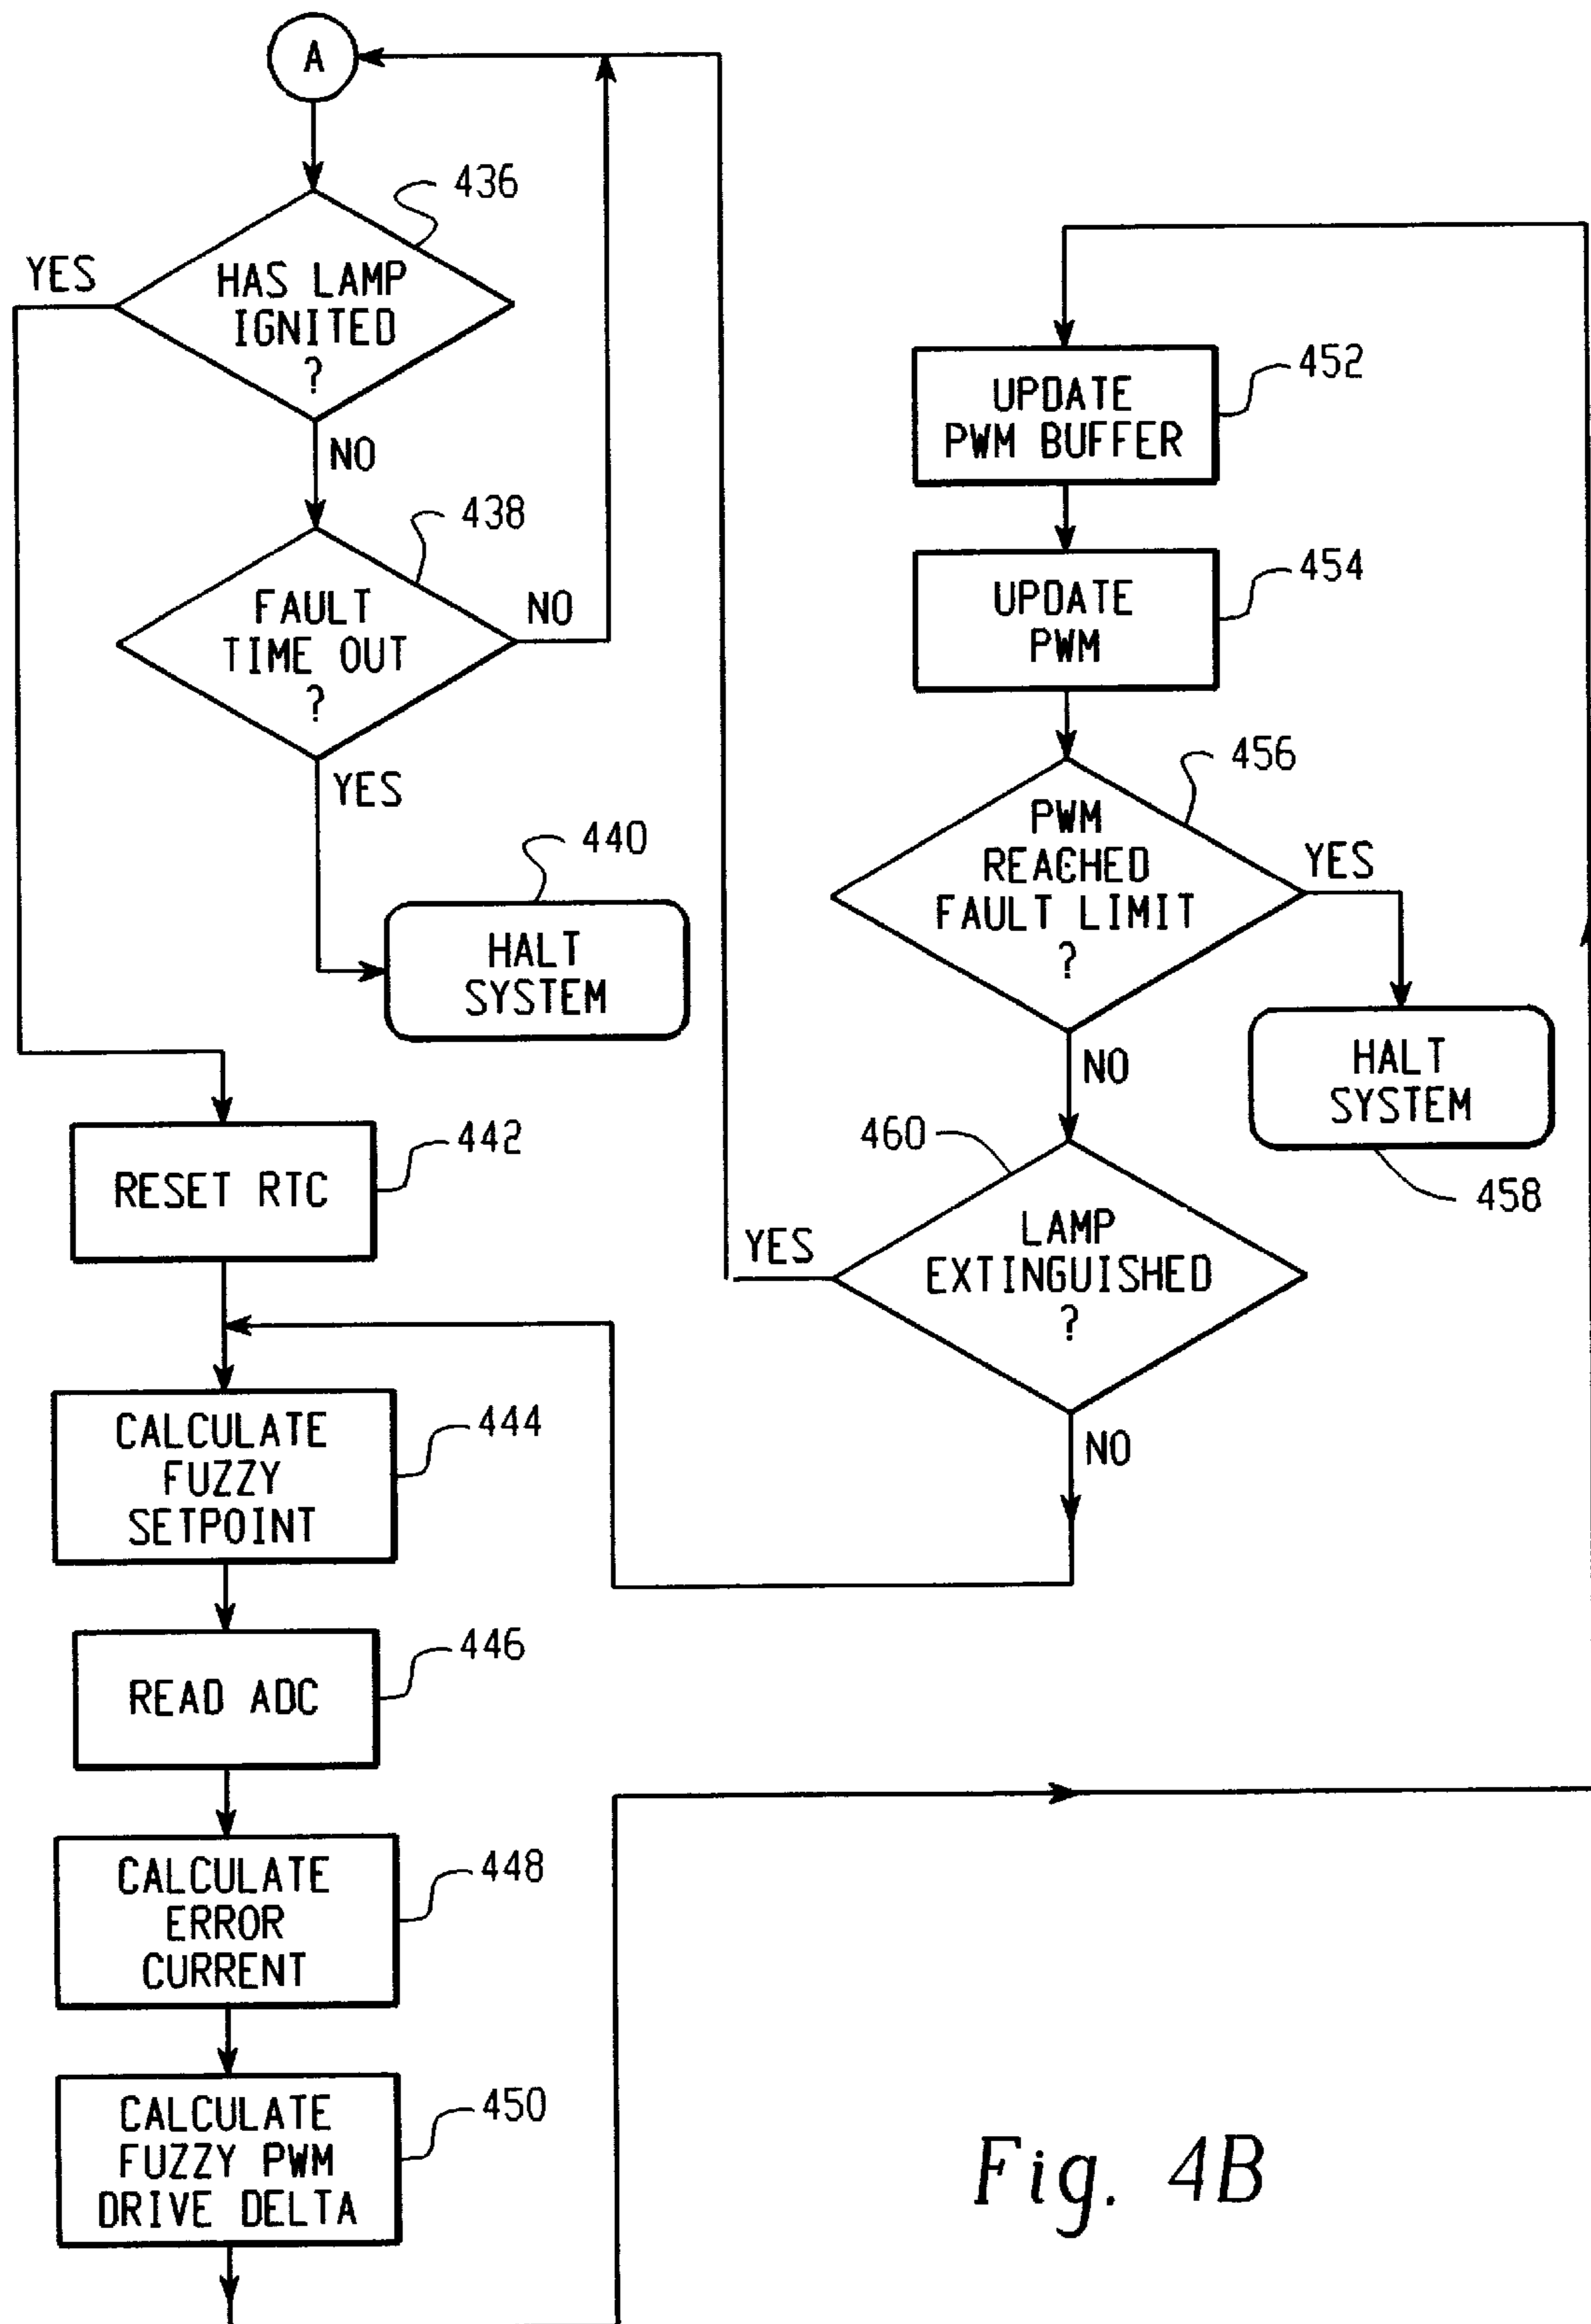 A
436
YES
HAS LAMP
IGNITED
?
NO
438
FAULT
TIME OUT
?
NO
YES
440
HALT
SYSTEM
442
RESET RTC
444
CALCULATE
FUZZY
SETPOINT
446
READ ADC
448
CALCULATE
ERROR
CURRENT
450
CALCULATE
FUZZY PWM
DRIVE DELTA
452
UPDATE
PWM BUFFER
454
UPDATE
PWM
456
PWM
REACHED
FAULT LIMIT
?
YES
HALT
SYSTEM
458
NO
460
LAMP
EXTINGUISHED
?
YES
NO
Fig. 4B